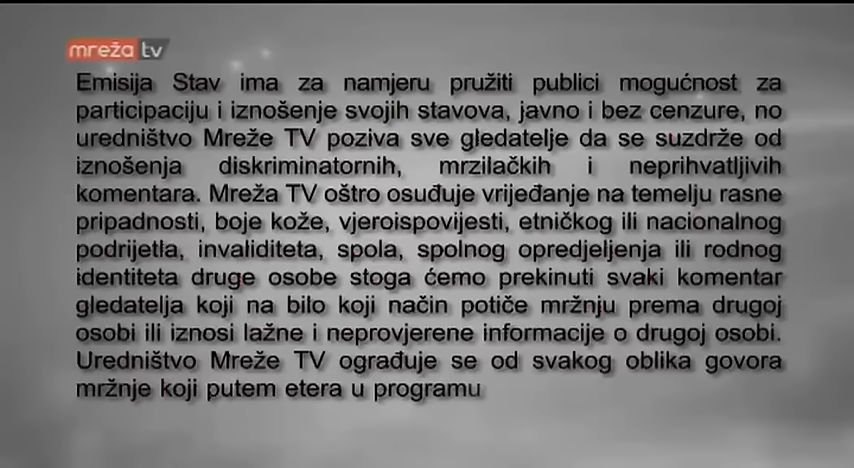 mreža tv
Emisija Stav ima za namjeru pružiti publici mogućnost za
participaciju i iznošenje svojih stavova, javno i bez cenzure, no
uredništvo Mreže TV poziva sve gledatelje da se suzdrže od
iznošenja diskriminatornih, mrzilačkih i neprihvatljivih
komentara. Mreža TV oštro osuđuje vrijeđanje na temelju rasne
pripadnosti, boje kože, vjeroispovijesti, etničkog ili nacionalnog
podrijetla, invaliditeta, spola, spolnog opredjeljenja ili rodnog
identiteta druge osobe stoga ćemo prekinuti svaki komentar
gledatelja koji na bilo koji način potiče mržnju prema drugoj
osobi ili iznosi lažne i neprovjerene informacije o drugoj osobi.
Uredništvo Mreže TV ograđuje se od svakog oblika govora
mržnje koji putem etera u programu